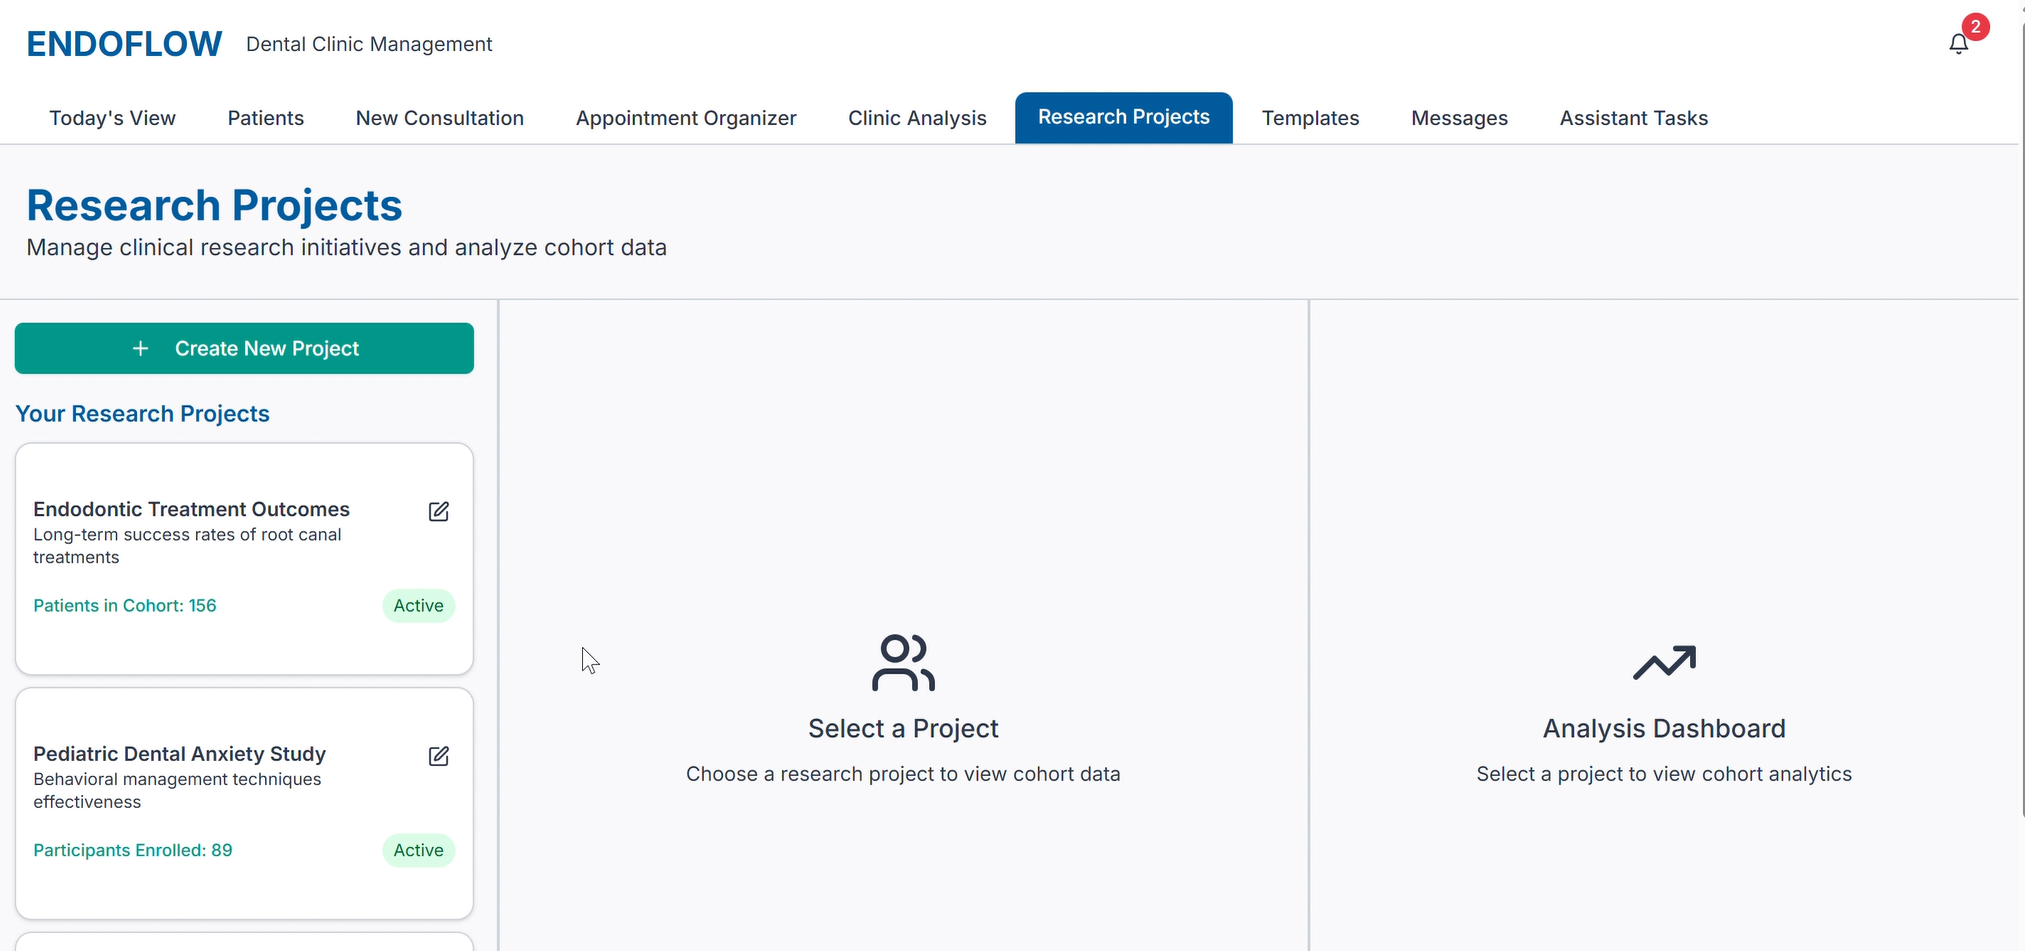 ENDOFLOW Dental Clinic Management
2
Today's View Patients New Consultation Appointment Organizer Clinic Analysis Research Projects Templates Messages Assistant Tasks
Research Projects
Manage clinical research initiatives and analyze cohort data
+ Create New Project
Your Research Projects
Endodontic Treatment Outcomes
Long-term success rates of root canal
treatments
Patients in Cohort: 156 Active
Pediatric Dental Anxiety Study
Behavioral management techniques
effectiveness
Participants Enrolled: 89 Active
Select a Project
Choose a research project to view cohort data
Analysis Dashboard
Select a project to view cohort analytics